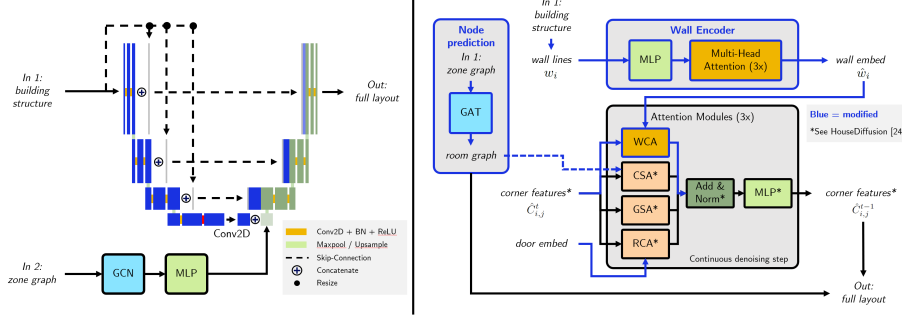 In 1:
building
structure
Out:
full layout
Conv2D
In 2:
zone graph
GCN
MLP
Conv2D + BN + ReLU
Maxpool / Upsample
Skip-Connection
Concatenate
Resize
Node
prediction
In 1:
zone graph
GAT
room graph
In 1:
building
structure
wall lines
w_i
Wall Encoder
MLP
Multi-Head
Attention (3x)
wall embed
ŵ_i
Attention Modules (3x)
WCA
CSA*
GSA*
RCA*
Add &
Norm*
MLP*
Continuous denoising step
corner features*
Ĉ^t_{i,j}
door embed
Blue = modified
*See HouseDiffusion [24
corner features*
Ĉ^{t−1}_{i,j}
Out:
full layout